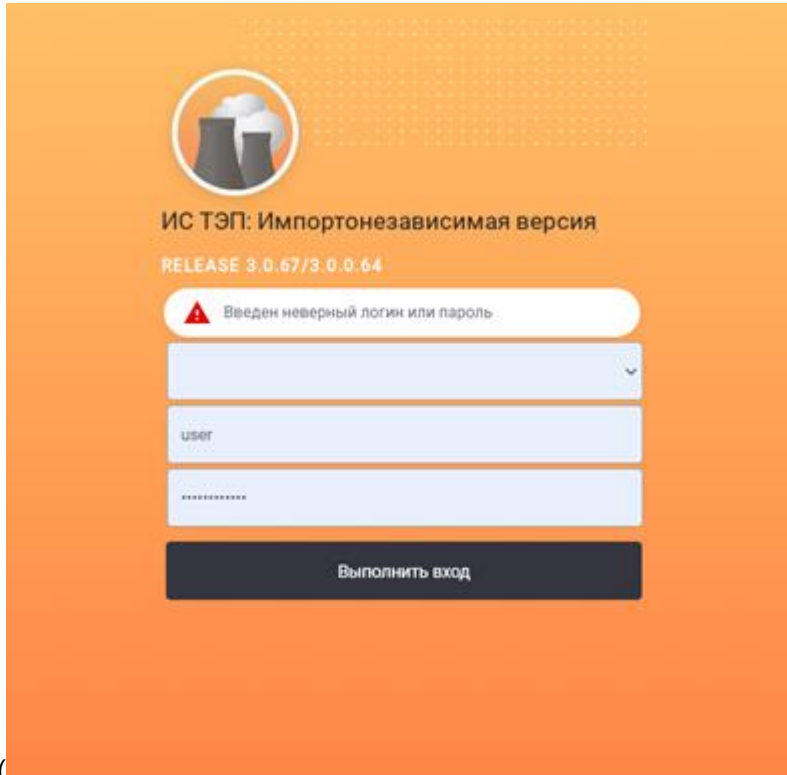 ИС ТЭП: Импортонезависимая версия
RELEASE 3.0.67/3.0.0.64
Введен неверный логин или пароль
user
••••••••••••
Выполнить вход
(